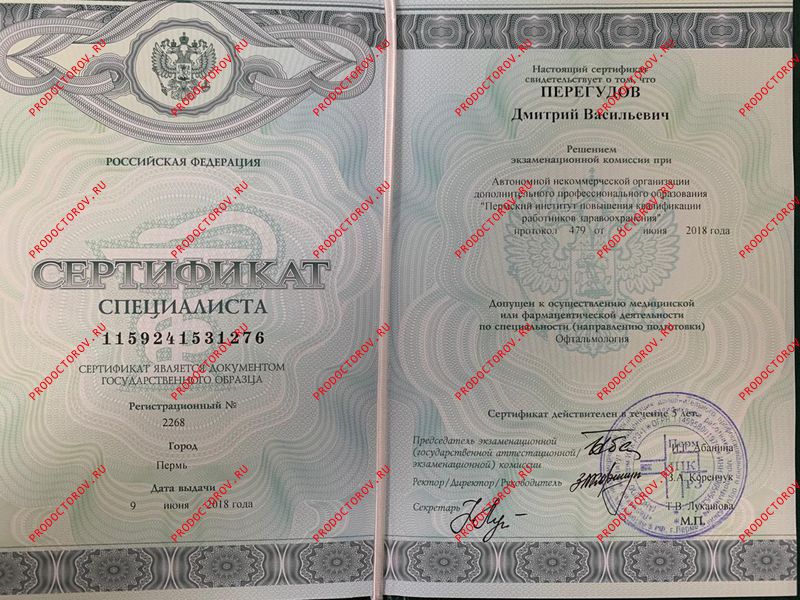 РОССИЙСКАЯ ФЕДЕРАЦИЯ
СЕРТИФИКАТ
СПЕЦИАЛИСТА
1159241531276
СЕРТИФИКАТ ЯВЛЯЕТСЯ ДОКУМЕНТОМ
ГОСУДАРСТВЕННОГО ОБРАЗЦА
Регистрационный №
2268
Город
Пермь
Дата выдачи
9 июня 2018 года
Настоящий сертификат
свидетельствует о том, что
ПЕРЕГУДОВ
Дмитрий Васильевич
Решением
экзаменационной комиссии при
Автономной некоммерческой организации
дополнительного профессионального образования
"Пермский институт повышения квалификации
работников здравоохранения"
протокол 479 от июня 2018 года
Допущен к осуществлению медицинской
или фармацевтической деятельности
по специальности (направлению подготовки)
Офтальмология
Сертификат действителен в течение 5 лет.
Председатель экзаменационной
(государственной аттестационной/
экзаменационной) комиссии
Абанина
Ректор/Директор/Руководитель
З.А. Коренчук
Секретарь
Т.В. Луканова
М.П.
PRODOCTOROV.RU